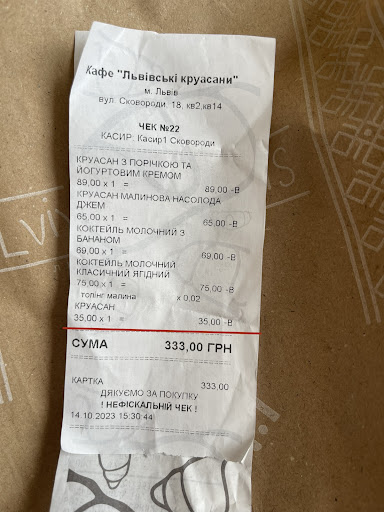 Кафе "Львівські круасани"
м. Львів
вул. Сковороди, 18, кв2,кв14
ЧЕК №22
КАСИР: Касир1 Сковороди
КРУАСАН З ПОРІЧКОЮ ТА
ЙОГУРТОВИМ КРЕМОМ
89,00 x 1 = 89,00 -В
КРУАСАН МАЛИНОВА НАСОЛОДА
ДЖЕМ
65,00 x 1 = 65,00 -В
КОКТЕЙЛЬ МОЛОЧНИЙ З
БАНАНОМ
69,00 x 1 = 69,00 -В
КОКТЕЙЛЬ МОЛОЧНИЙ
КЛАСИЧНИЙ ЯГІДНИЙ
75,00 x 1 = 75,00 -В
топінг малина x 0,02
КРУАСАН
35,00 x 1 = 35,00 -В
СУМА 333,00 ГРН
КАРТКА 333,00
ДЯКУЄМО ЗА ПОКУПКУ
! НЕФІСКАЛЬНИЙ ЧЕК !
14.10.2023 15:30:44